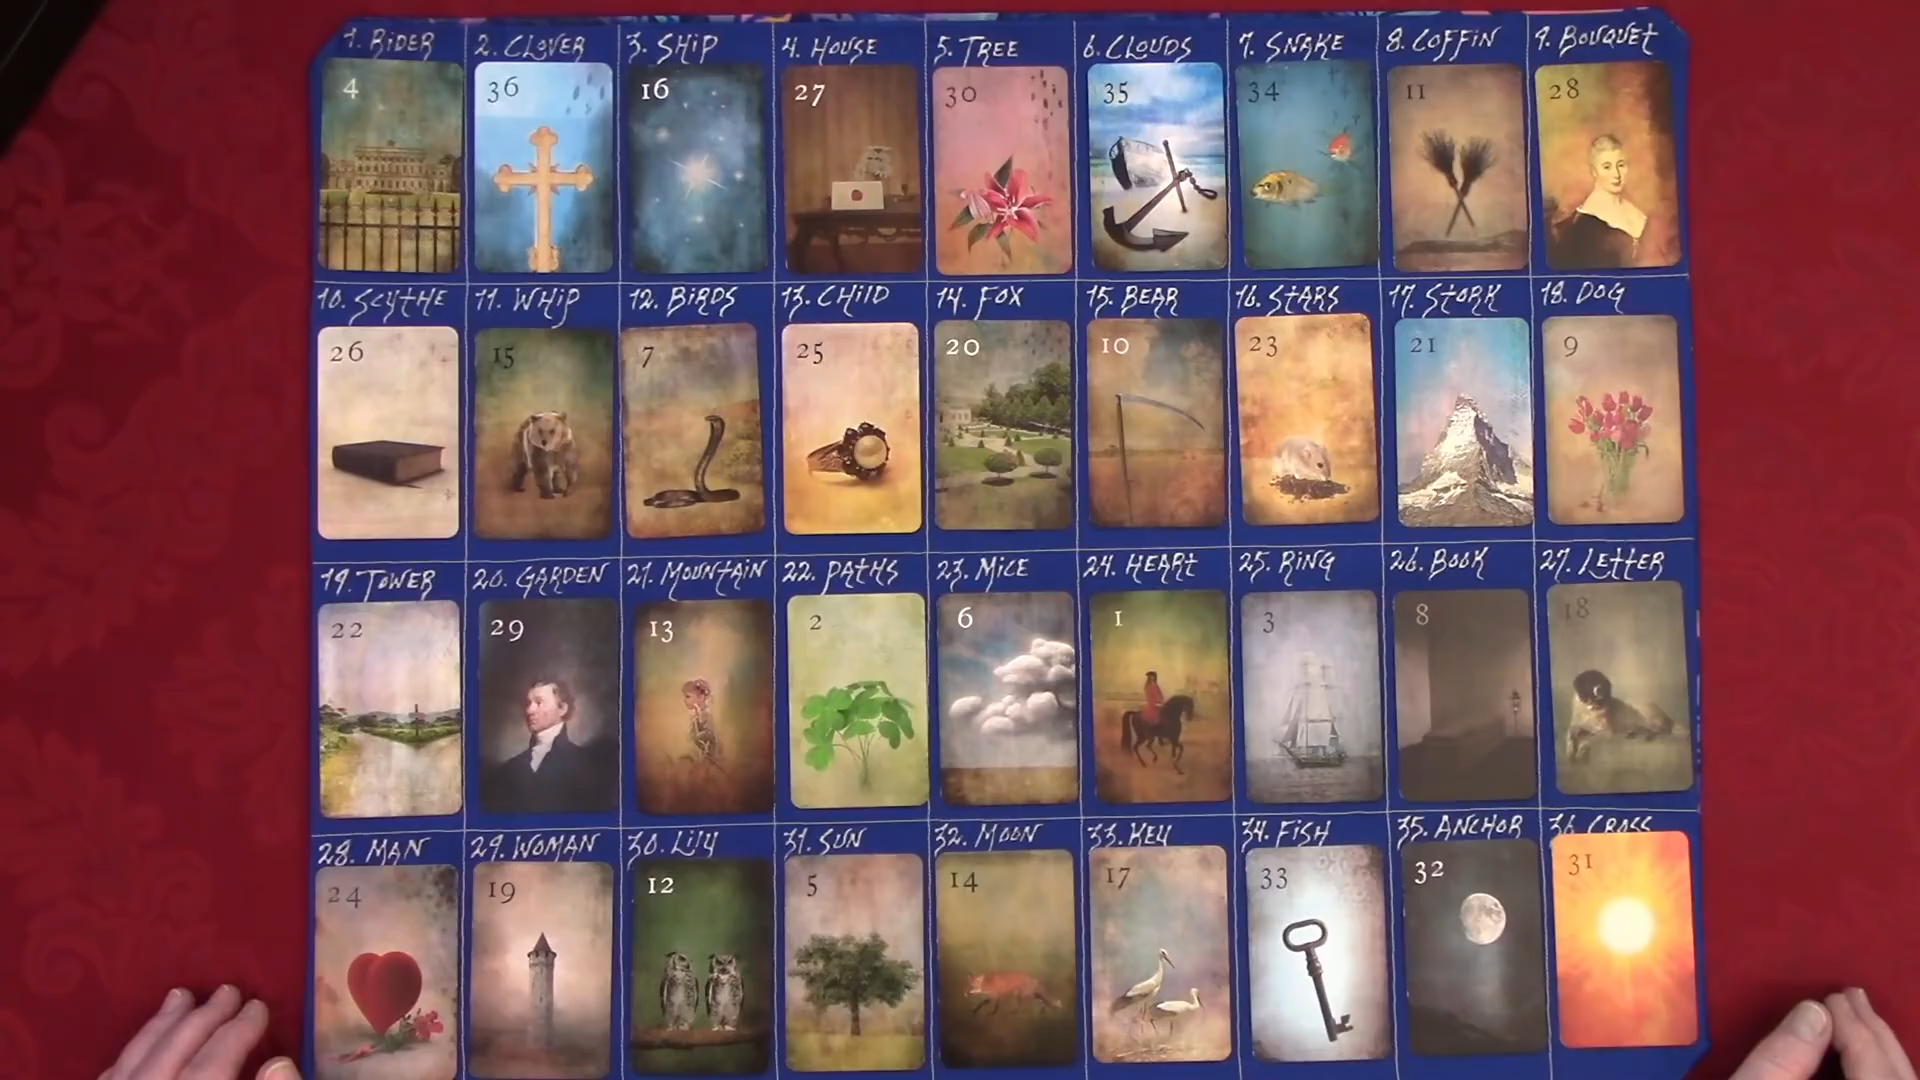 1. RIDER 2. CLOVER 3. SHIP 4. HOUSE 5. TREE 6. CLOUDS 7. SNAKE 8. COFFIN 9. BOUQUET
4 36 16 27 30 35 34 11 28
10. SCYTHE 11. WHIP 12. BIRDS 13. CHILD 14. FOX 15. BEAR 16. STARS 17. STORK 18. DOG
26 15 7 25 20 10 23 21 9
19. TOWER 20. GARDEN 21. MOUNTAIN 22. PATHS 23. MICE 24. HEART 25. RING 26. BOOK 27. LETTER
22 29 13 2 6 1 3 8 18
28. MAN 29. WOMAN 30. LILY 31. SUN 32. MOON 33. KEY 34. FISH 35. ANCHOR 36. CROSS
24 19 12 5 14 17 33 32 31